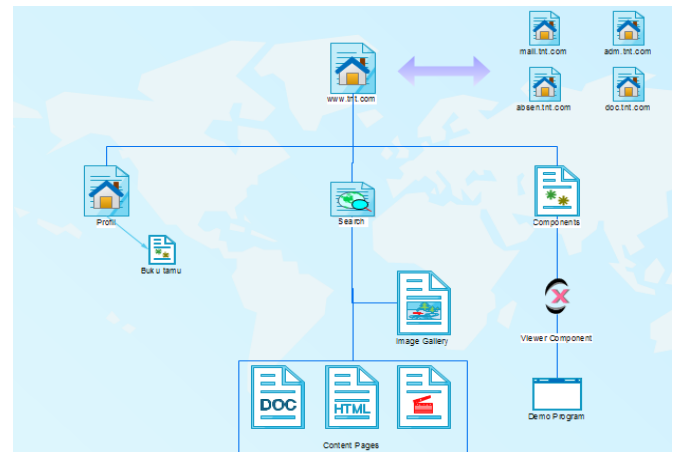 mail.tnt.com
adm.tnt.com
www.tnt.com
absen.tnt.com
doc.tnt.com
Profil
Search
Components
Buku tamu
Image Gallery
Viewer Component
DOC
HTML
Demo Program
Content Pages